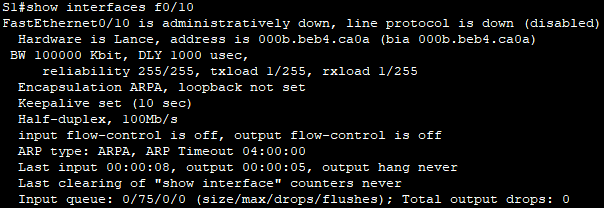 S1#show interfaces f0/10
FastEthernet0/10 is administratively down, line protocol is down (disabled)
Hardware is Lance, address is 000b.beb4.ca0a (bia 000b.beb4.ca0a)
BW 100000 Kbit, DLY 1000 usec,
reliability 255/255, txload 1/255, rxload 1/255
Encapsulation ARPA, loopback not set
Keepalive set (10 sec)
Half-duplex, 100Mb/s
input flow-control is off, output flow-control is off
ARP type: ARPA, ARP Timeout 04:00:00
Last input 00:00:08, output 00:00:05, output hang never
Last clearing of "show interface" counters never
Input queue: 0/75/0/0 (size/max/drops/flushes); Total output drops: 0